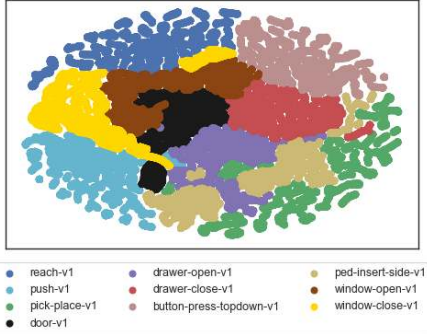 reach-v1
push-v1
pick-place-v1
door-v1
drawer-open-v1
drawer-close-v1
button-press-topdown-v1
ped-insert-side-v1
window-open-v1
window-close-v1